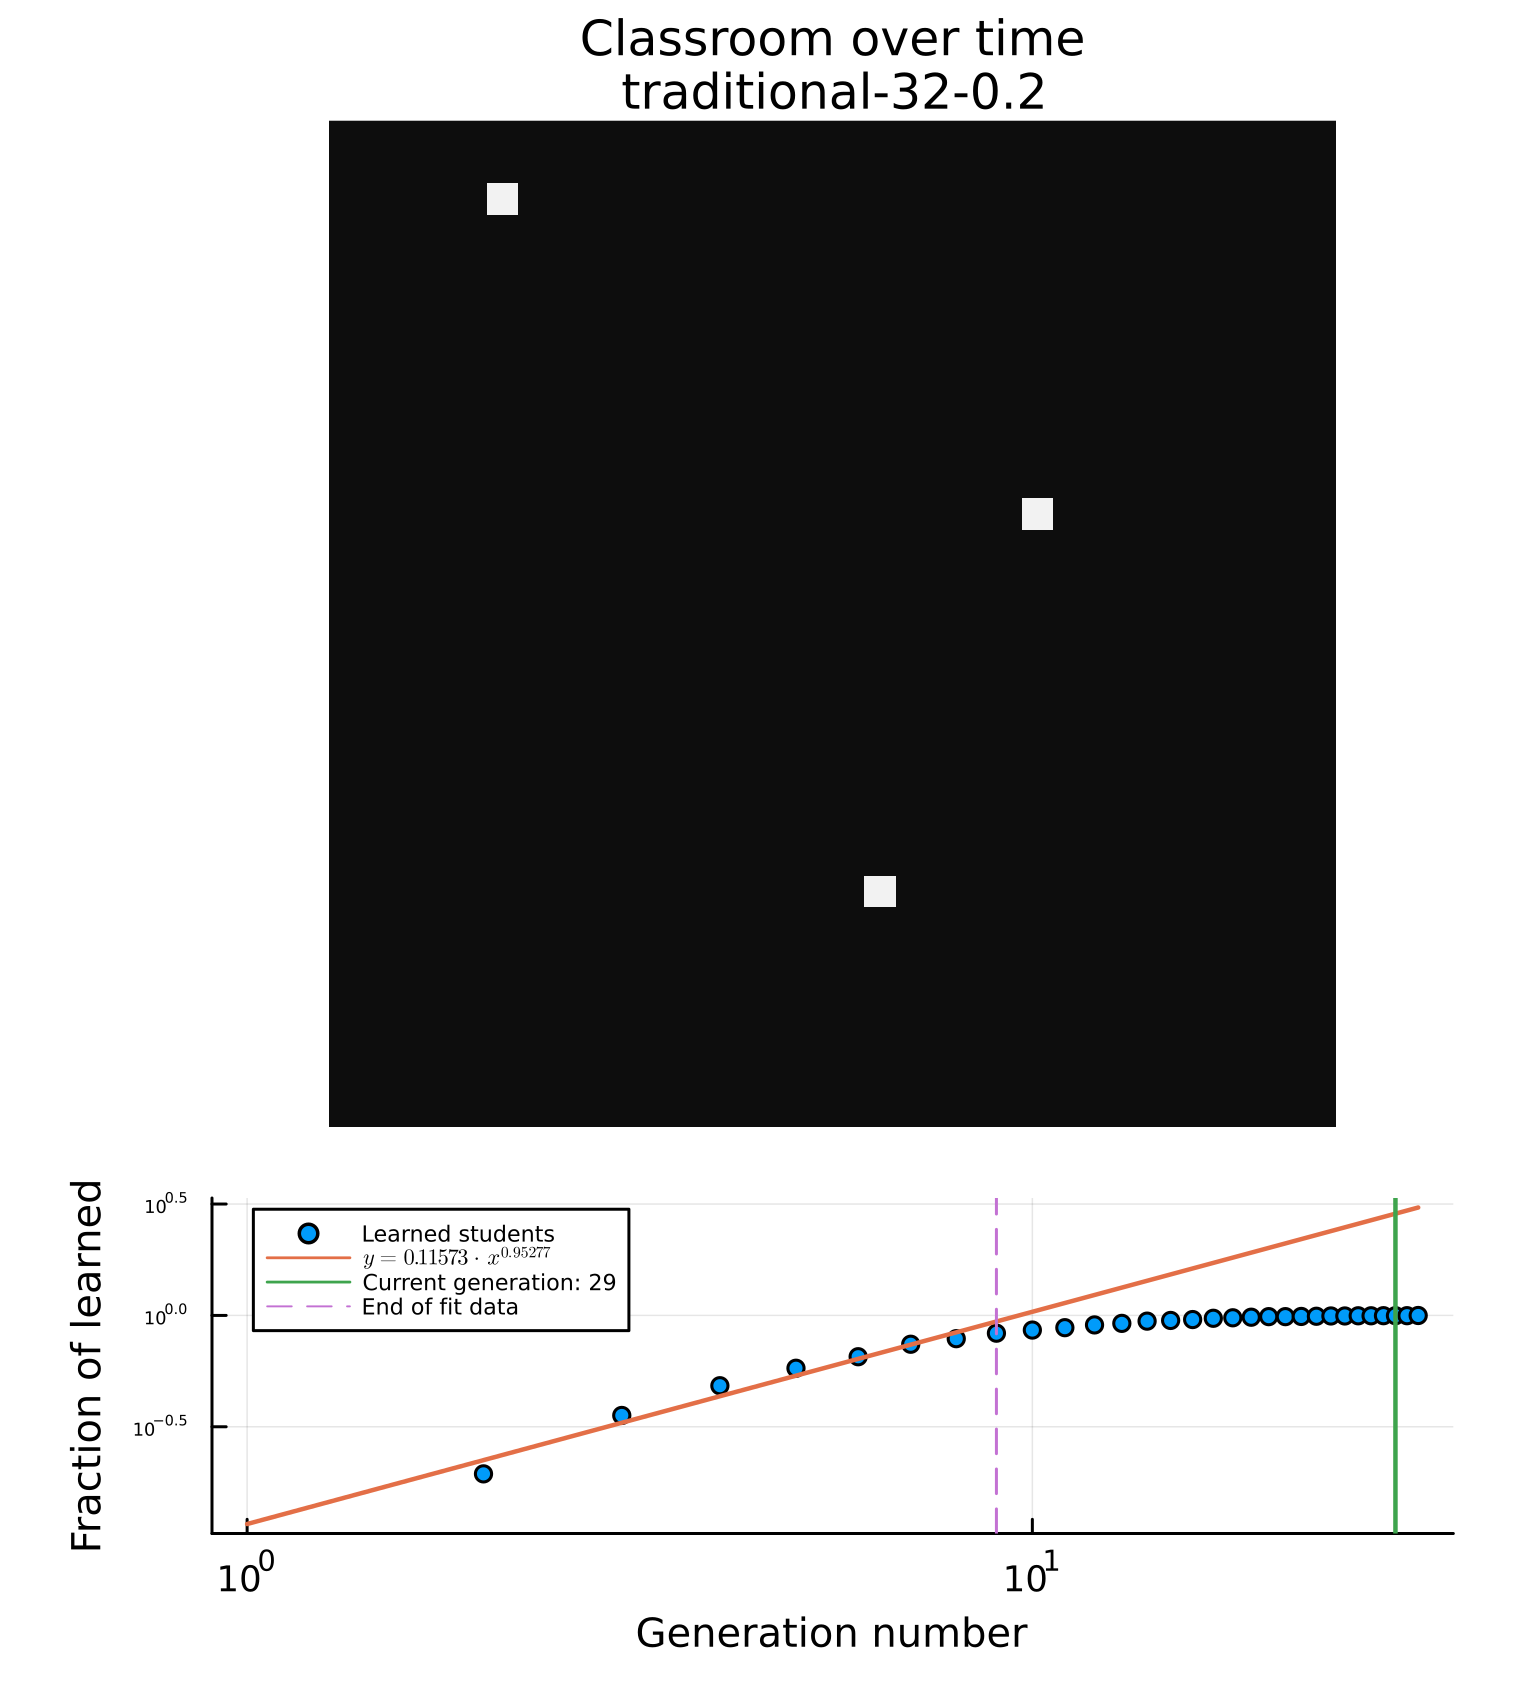 Classroom over time
traditional-32-0.2
Fraction of learned
10^0.5
10^0.0
10^−0.5
Learned students
y = 0.11573 · x^0.95277
Current generation: 29
End of fit data
10^0
10^1
Generation number